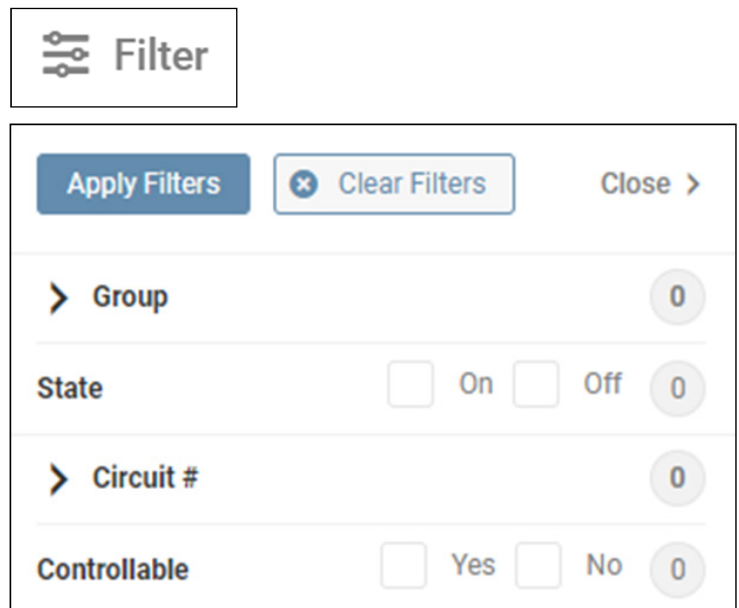 Filter
Apply Filters Clear Filters Close >
> Group 0
State On Off 0
> Circuit # 0
Controllable Yes No 0